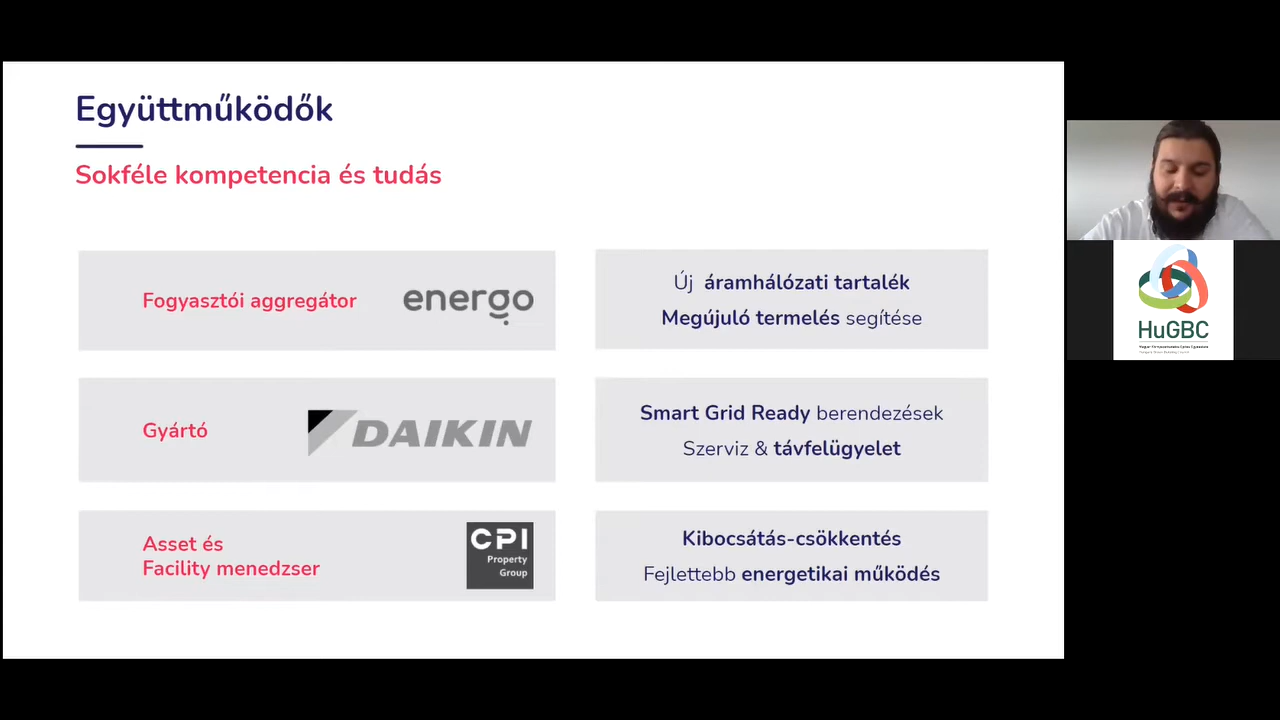 Együttműködők
Sokféle kompetencia és tudás
Fogyasztói aggregátor
energo
Új áramhálózati tartalék
Megújuló termelés segítése
Gyártó
DAIKIN
Smart Grid Ready berendezések
Szerviz & távfelügyelet
Asset és
Facility menedzser
CPI
Property
Group
Kibocsátás-csökkentés
Fejlettebb energetikai működés
HuGBC